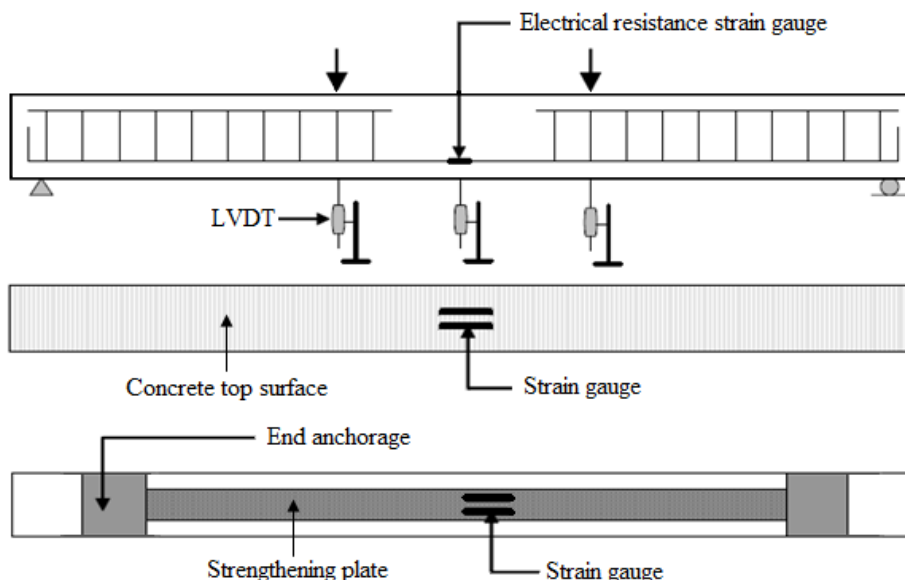 Electrical resistance strain gauge
LVDT
Concrete top surface
Strain gauge
End anchorage
Strengthening plate
Strain gauge